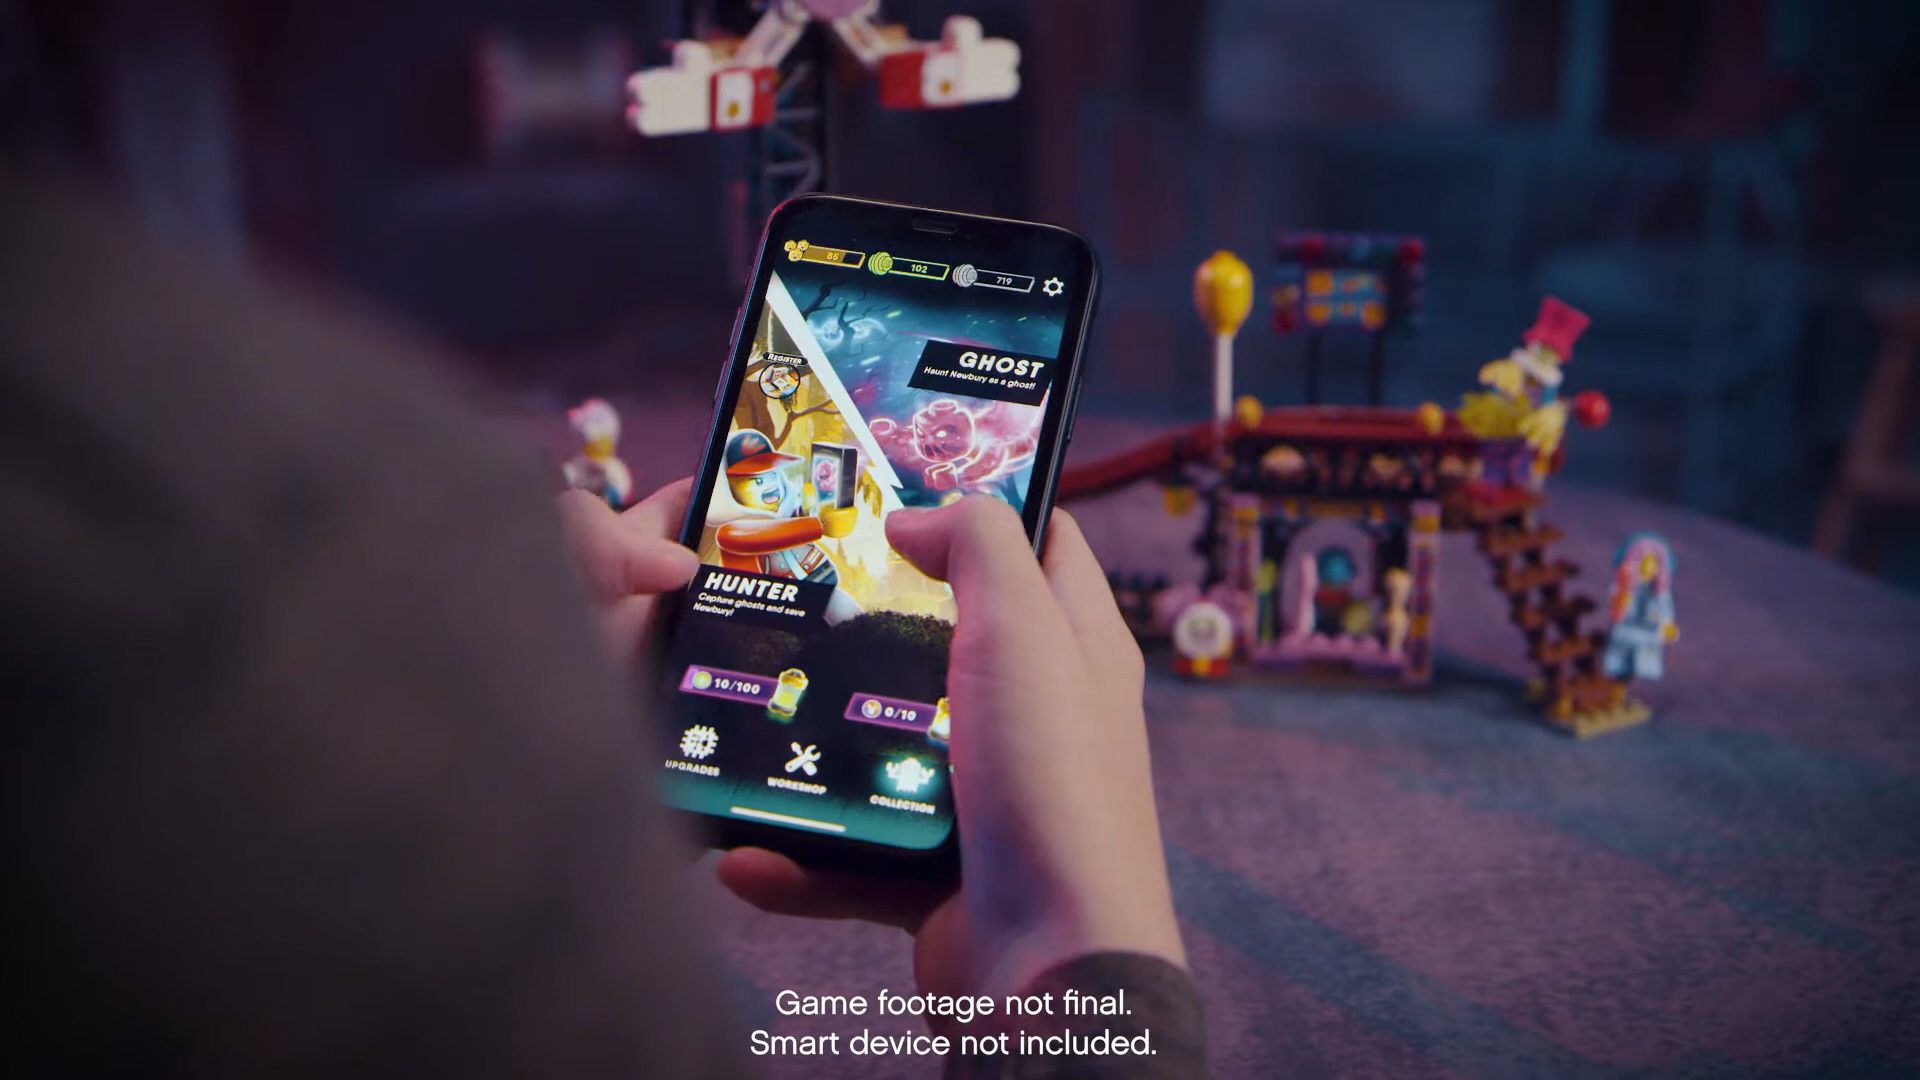 85
102
719
REGISTER
GHOST
Haunt Newbury as a ghost!
HUNTER
Capture ghosts and save
Newbury!
10/100
0/10
UPGRADES
WORKSHOP
COLLECTION
Game footage not final.
Smart device not included.